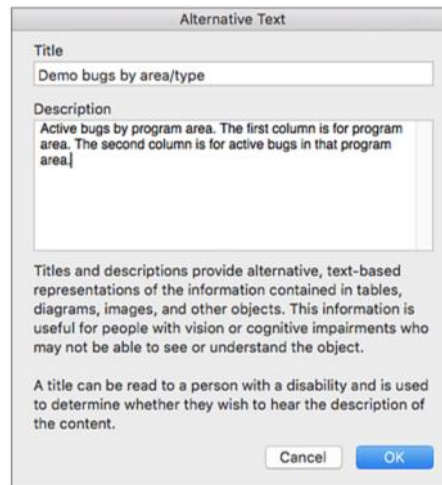 Alternative Text
Title
Demo bugs by area/type
Description
Active bugs by program area. The first column is for program
area. The second column is for active bugs in that program
area.
Titles and descriptions provide alternative, text-based
representations of the information contained in tables,
diagrams, images, and other objects. This information is
useful for people with vision or cognitive impairments who
may not be able to see or understand the object.
A title can be read to a person with a disability and is used
to determine whether they wish to hear the description of
the content.
Cancel OK